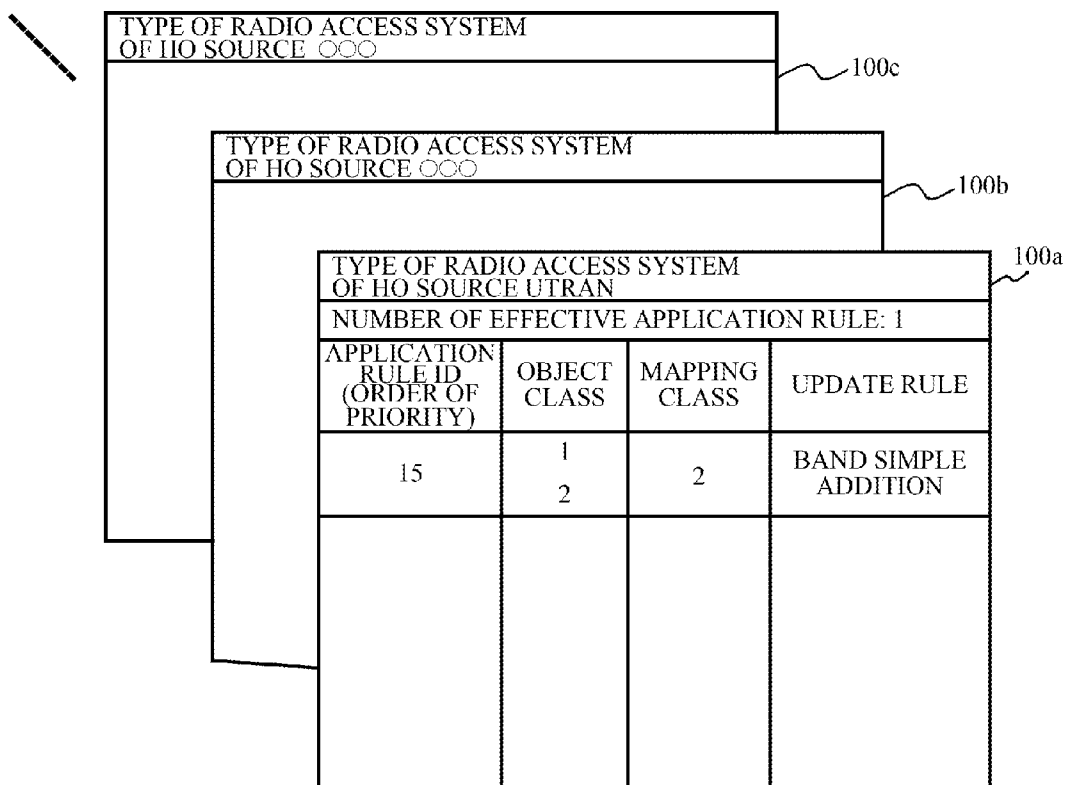 TYPE OF RADIO ACCESS SYSTEM
OF HO SOURCE ○○○
100c
TYPE OF RADIO ACCESS SYSTEM
OF HO SOURCE ○○○
100b
TYPE OF RADIO ACCESS SYSTEM
OF HO SOURCE UTRAN
100a
NUMBER OF EFFECTIVE APPLICATION RULE: 1
APPLICATION
RULE ID
(ORDER OF
PRIORITY)
OBJECT
CLASS
MAPPING
CLASS
UPDATE RULE
15
1
2
2
BAND SIMPLE
ADDITION